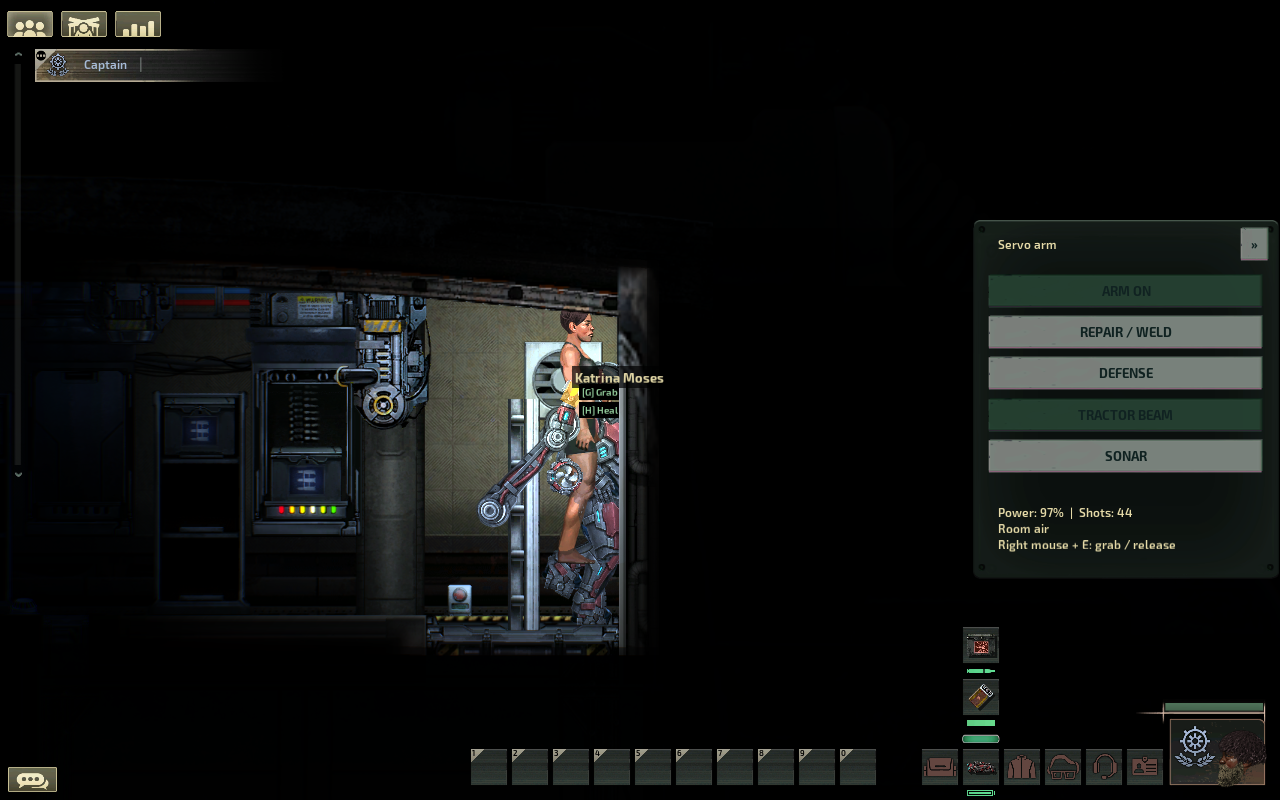 Captain
Servo arm
»
ARM ON
REPAIR / WELD
DEFENSE
TRACTOR BEAM
SONAR
Power: 97% | Shots: 44
Room air
Right mouse + E: grab / release
Katrina Moses
[G] Grab
[H] Heal
1 2 3 4 5 6 7 8 9 0